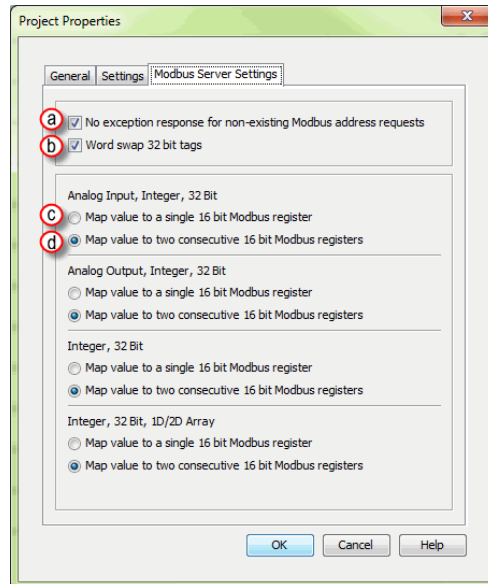 Project Properties
x
General Settings Modbus Server Settings
a No exception response for non-existing Modbus address requests
b Word swap 32 bit tags
Analog Input, Integer, 32 Bit
c Map value to a single 16 bit Modbus register
d Map value to two consecutive 16 bit Modbus registers
Analog Output, Integer, 32 Bit
Map value to a single 16 bit Modbus register
Map value to two consecutive 16 bit Modbus registers
Integer, 32 Bit
Map value to a single 16 bit Modbus register
Map value to two consecutive 16 bit Modbus registers
Integer, 32 Bit, 1D/2D Array
Map value to a single 16 bit Modbus register
Map value to two consecutive 16 bit Modbus registers
OK Cancel Help